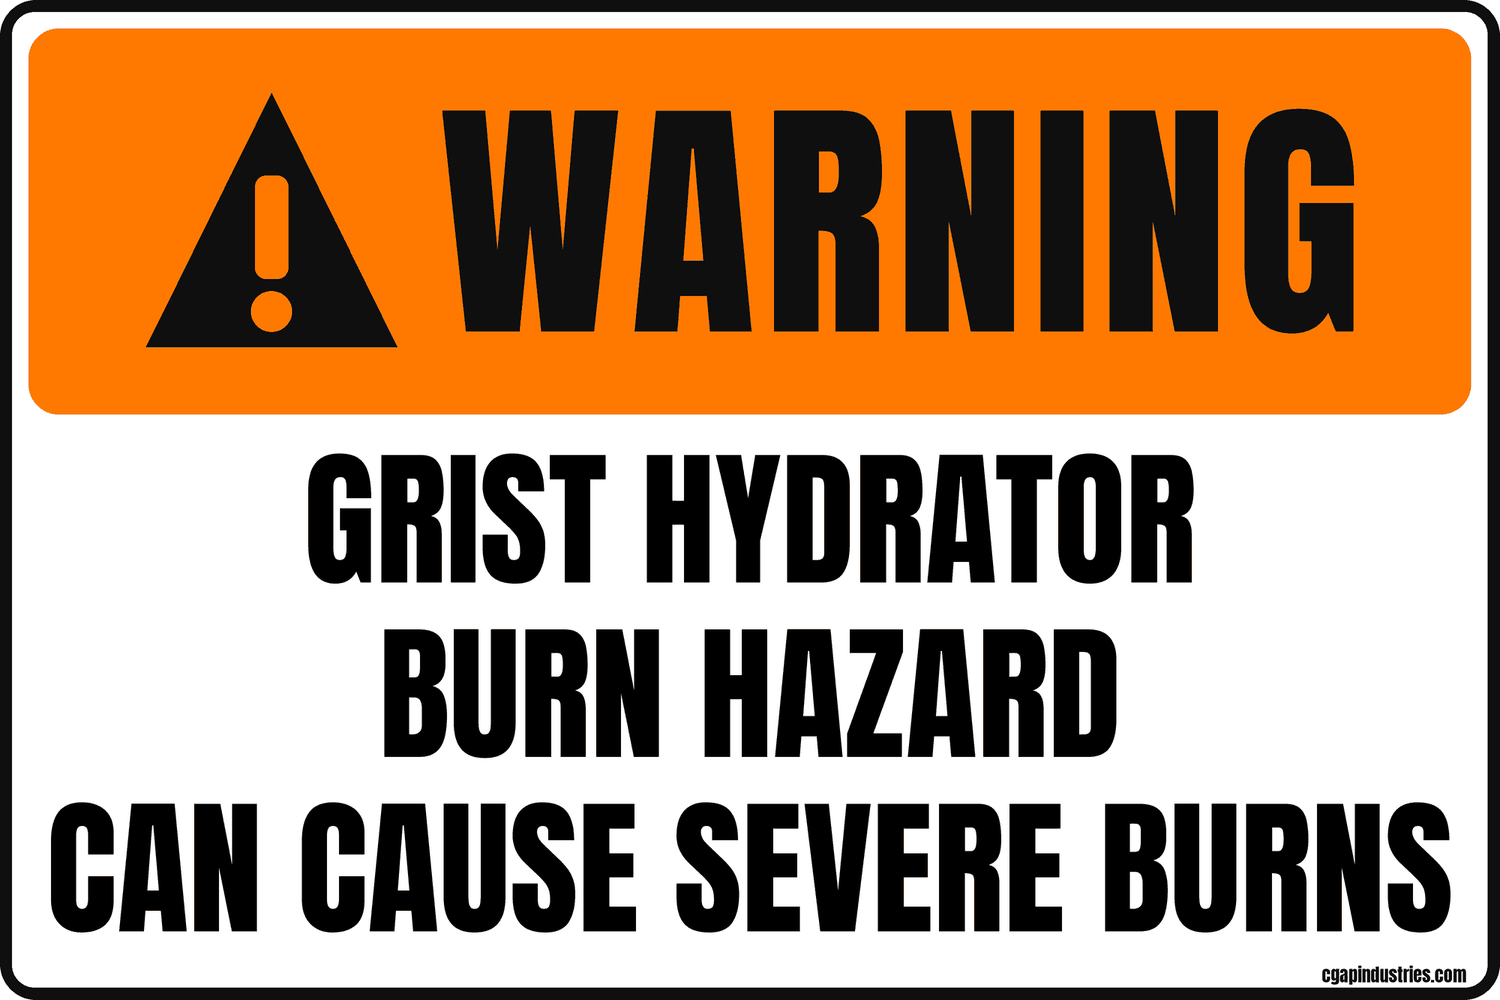 WARNING
GRIST HYDRATOR
BURN HAZARD
CAN CAUSE SEVERE BURNS
cgapindustries.com